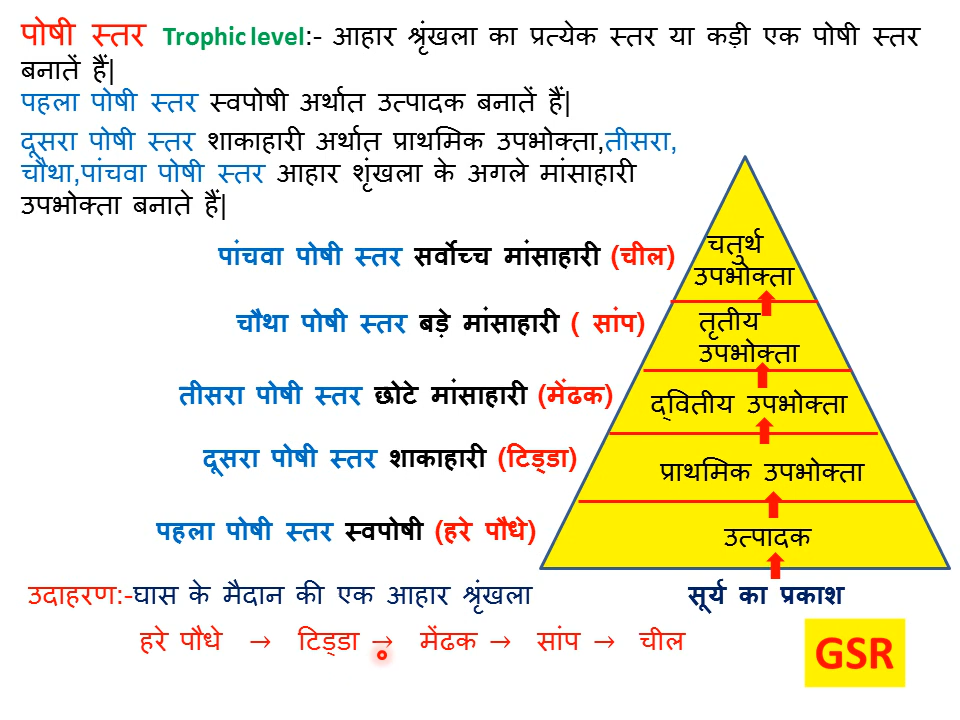 पोषी स्तर Trophic level:- आहार श्रृंखला का प्रत्येक स्तर या कड़ी एक पोषी स्तर
बनातें हैं|
पहला पोषी स्तर स्वपोषी अर्थात उत्पादक बनातें हैं|
दूसरा पोषी स्तर शाकाहारी अर्थात प्राथमिक उपभोक्ता,तीसरा,
चौथा,पांचवा पोषी स्तर आहार शृंखला के अगले मांसाहारी
उपभोक्ता बनाते हैं|
पांचवा पोषी स्तर सर्वोच्च मांसाहारी (चील)
चतुर्थ
उपभोक्ता
चौथा पोषी स्तर बड़े मांसाहारी ( सांप)
तृतीय
उपभोक्ता
तीसरा पोषी स्तर छोटे मांसाहारी (मेंढक)
द्वितीय उपभोक्ता
दूसरा पोषी स्तर शाकाहारी (टिड्डा)
प्राथमिक उपभोक्ता
पहला पोषी स्तर स्वपोषी (हरे पौधे)
उत्पादक
उदाहरण:-घास के मैदान की एक आहार श्रृंखला
सूर्य का प्रकाश
हरे पौधे → टिड्डा → मेंढक → सांप → चील
GSR